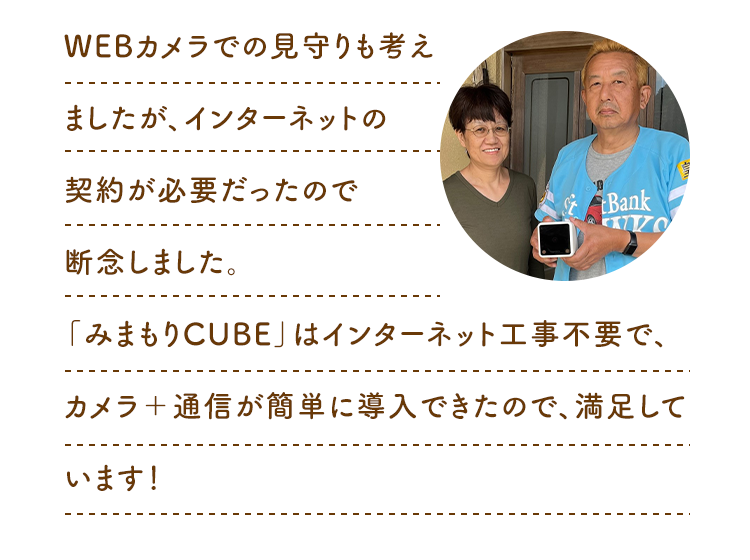 WEBカメラでの見守りも考え
ましたが、インターネットの
契約が必要だったので
断念しました。
「みまもりCUBE」はインターネット工事不要で、
カメラ＋通信が簡単に導入できたので、満足して
います！
Bank